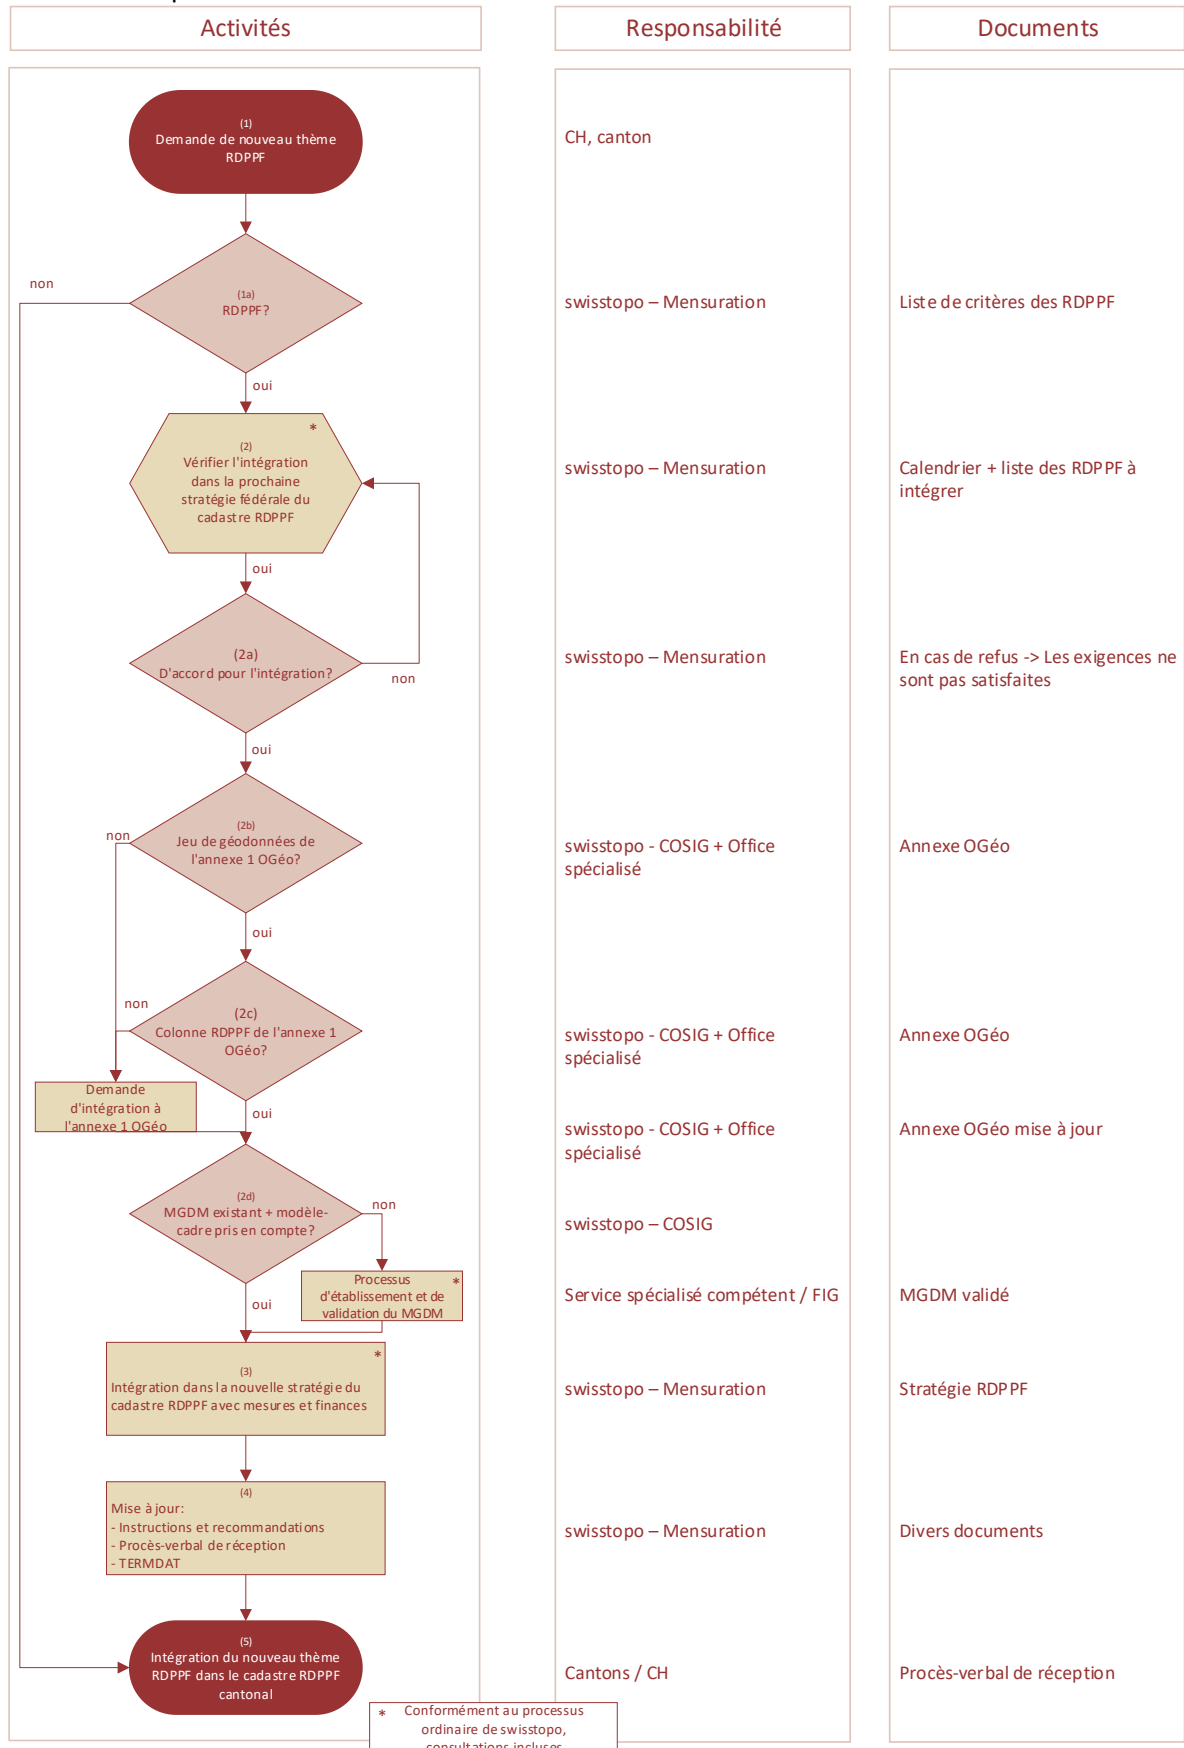 Activités
Responsabilité
Documents
(1)
Demande de nouveau thème
RDPPF
CH, canton
non
(1a)
RDPPF?
swisstopo – Mensuration
Liste de critères des RDPPF
oui
*
(2)
Vérifier l'intégration
dans la prochaine
stratégie fédérale du
cadastre RDPPF
swisstopo – Mensuration
Calendrier + liste des RDPPF à
intégrer
oui
(2a)
D'accord pour l'intégration?
non
swisstopo – Mensuration
En cas de refus -> Les exigences ne
sont pas satisfaites
oui
non
(2b)
Jeu de géodonnées de
l'annexe 1 OGéo?
swisstopo - COSIG + Office
spécialisé
Annexe OGéo
oui
non
(2c)
Colonne RDPPF de l'annexe 1
OGéo?
swisstopo - COSIG + Office
spécialisé
Annexe OGéo
Demande
d'intégration à
l'annexe 1 OGéo
oui
swisstopo - COSIG + Office
spécialisé
Annexe OGéo mise à jour
(2d)
MGDM existant + modèle-
cadre pris en compte?
non
swisstopo – COSIG
Processus *
d'établissement et de
validation du MGDM
oui
Service spécialisé compétent / FIG
MGDM validé
*
(3)
Intégration dans la nouvelle stratégie du
cadastre RDPPF avec mesures et finances
swisstopo – Mensuration
Stratégie RDPPF
(4)
Mise à jour:
- Instructions et recommandations
- Procès-verbal de réception
- TERMDAT
swisstopo – Mensuration
Divers documents
(5)
Intégration du nouveau thème
RDPPF dans le cadastre RDPPF
cantonal
Cantons / CH
Procès-verbal de réception
* Conformément au processus
ordinaire de swisstopo,
consultations incluses